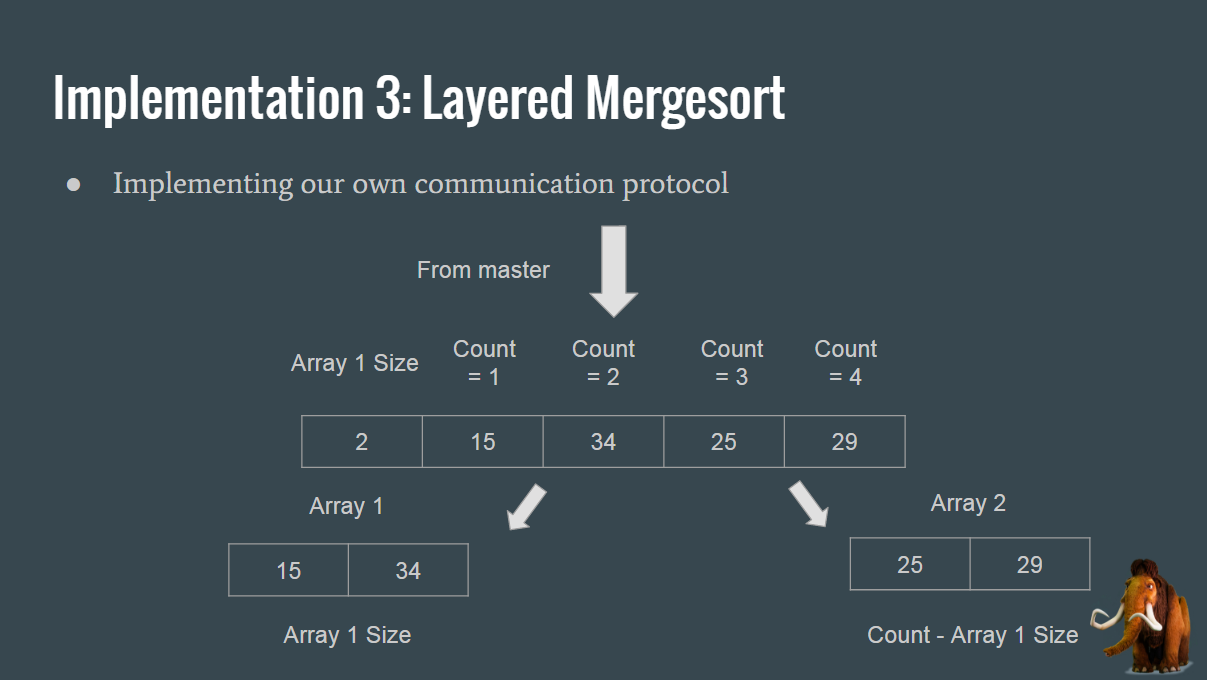 Implementation 3: Layered Mergesort
● Implementing our own communication protocol
From master
Array 1 Size
Count
= 1
Count
= 2
Count
= 3
Count
= 4
2 15 34 25 29
Array 1
15 34
Array 1 Size
Array 2
25 29
Count - Array 1 Size